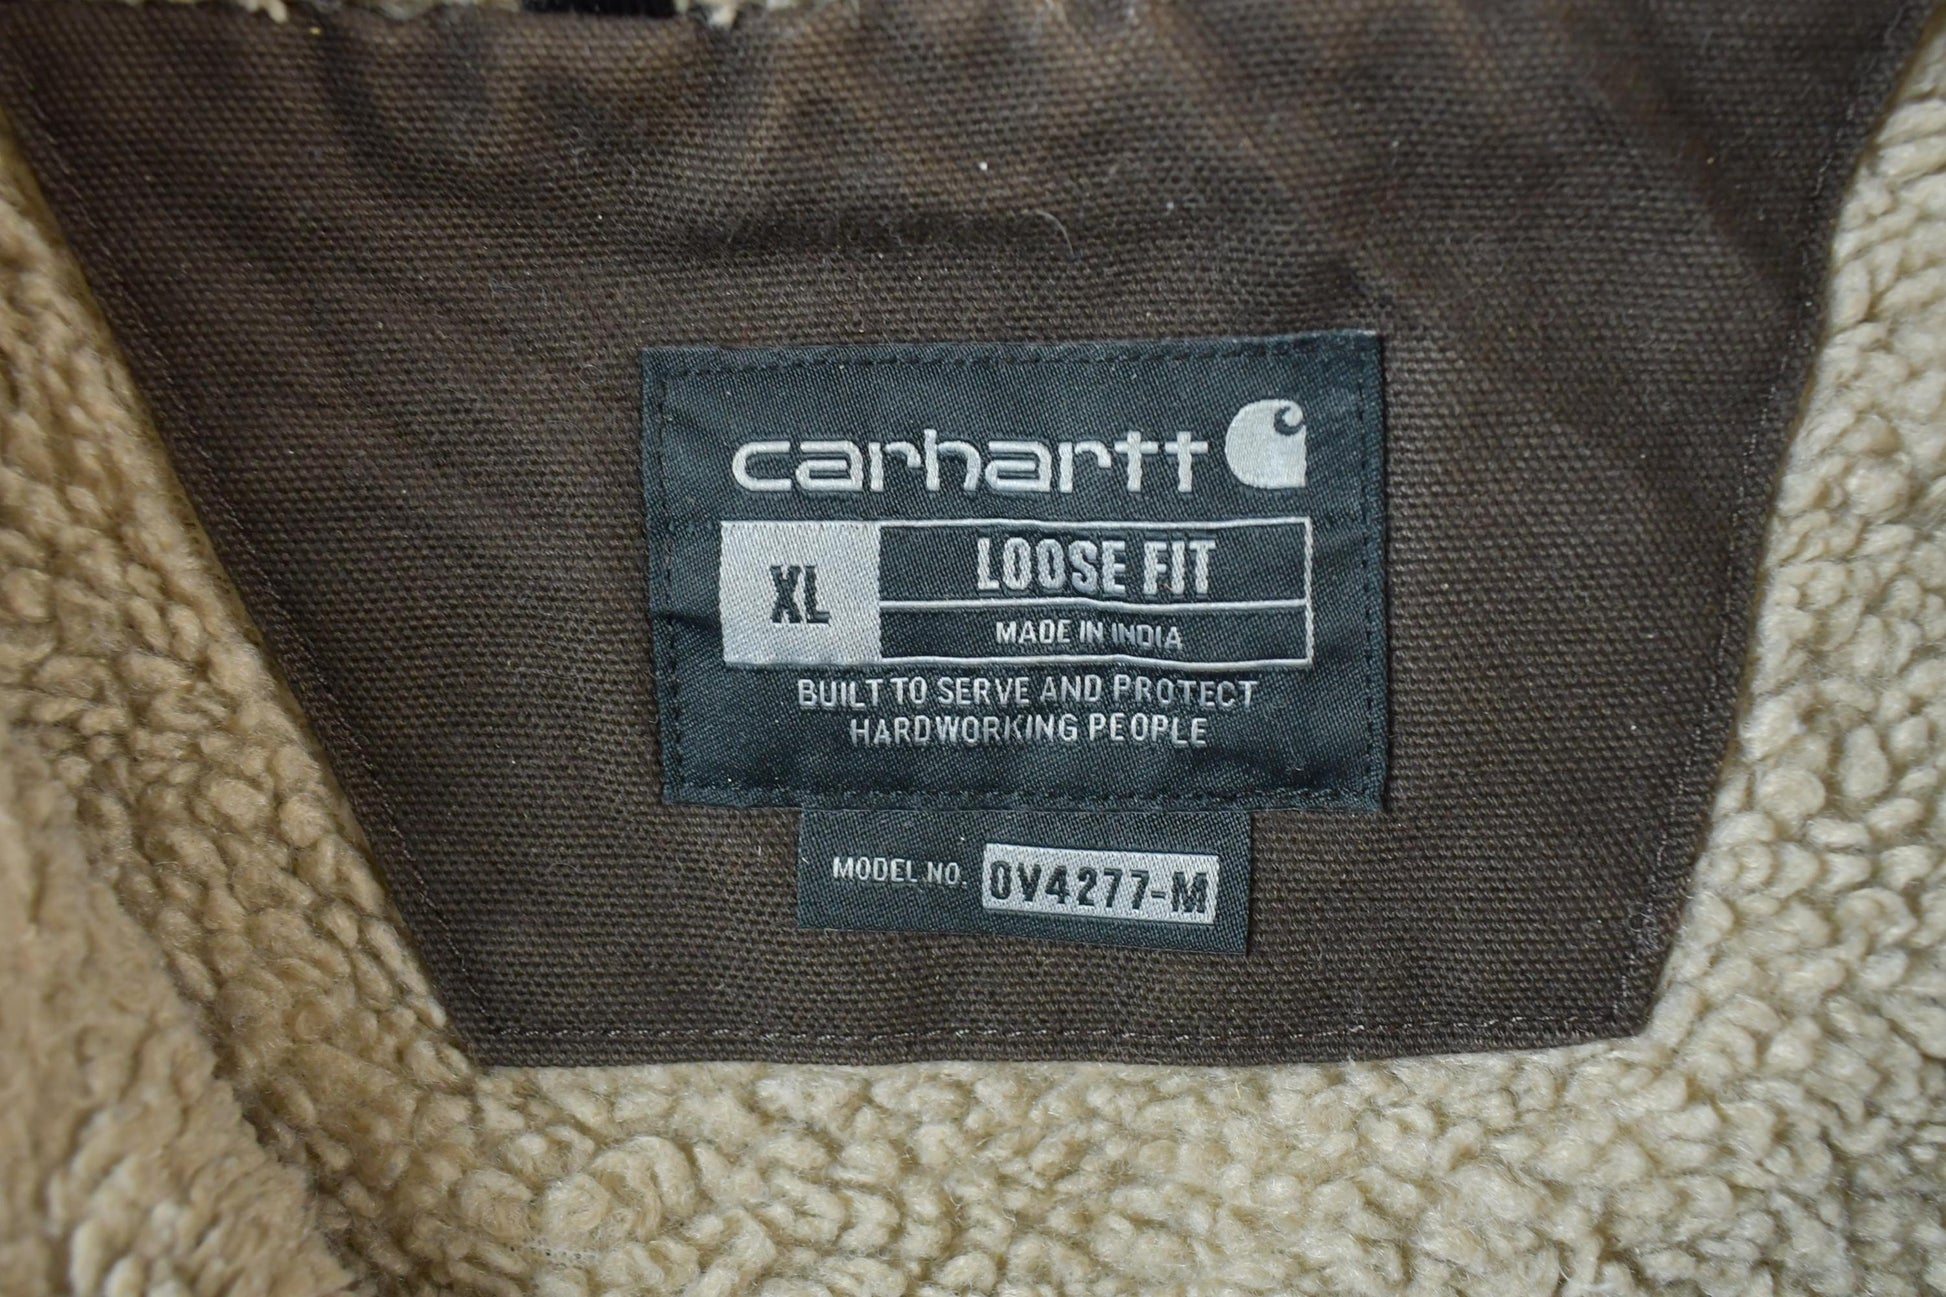 carhartt
XL
LOOSE FIT
MADE IN INDIA
BUILT TO SERVE AND PROTECT
HARDWORKING PEOPLE
MODEL NO. OV4277-M